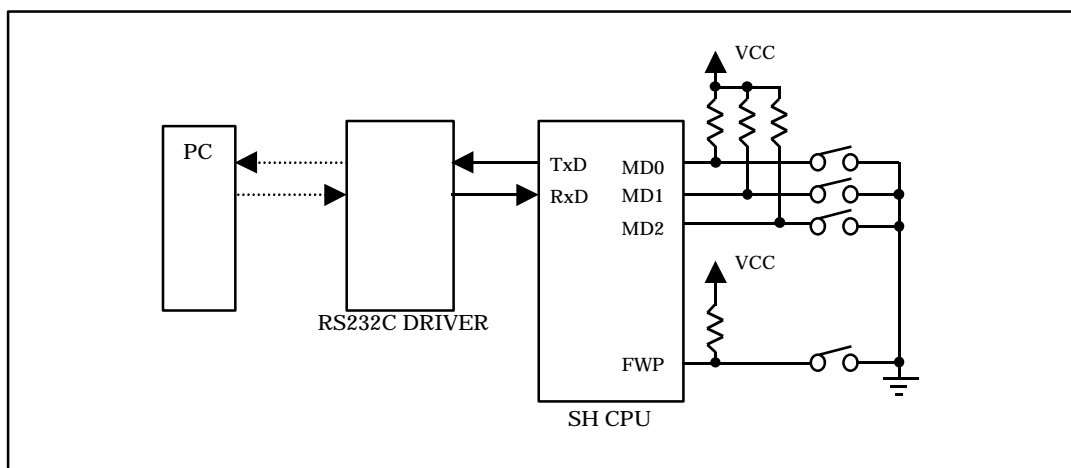 VCC
PC
TxD
MD0
RxD
MD1
MD2
VCC
RS232C DRIVER
FWP
SH CPU